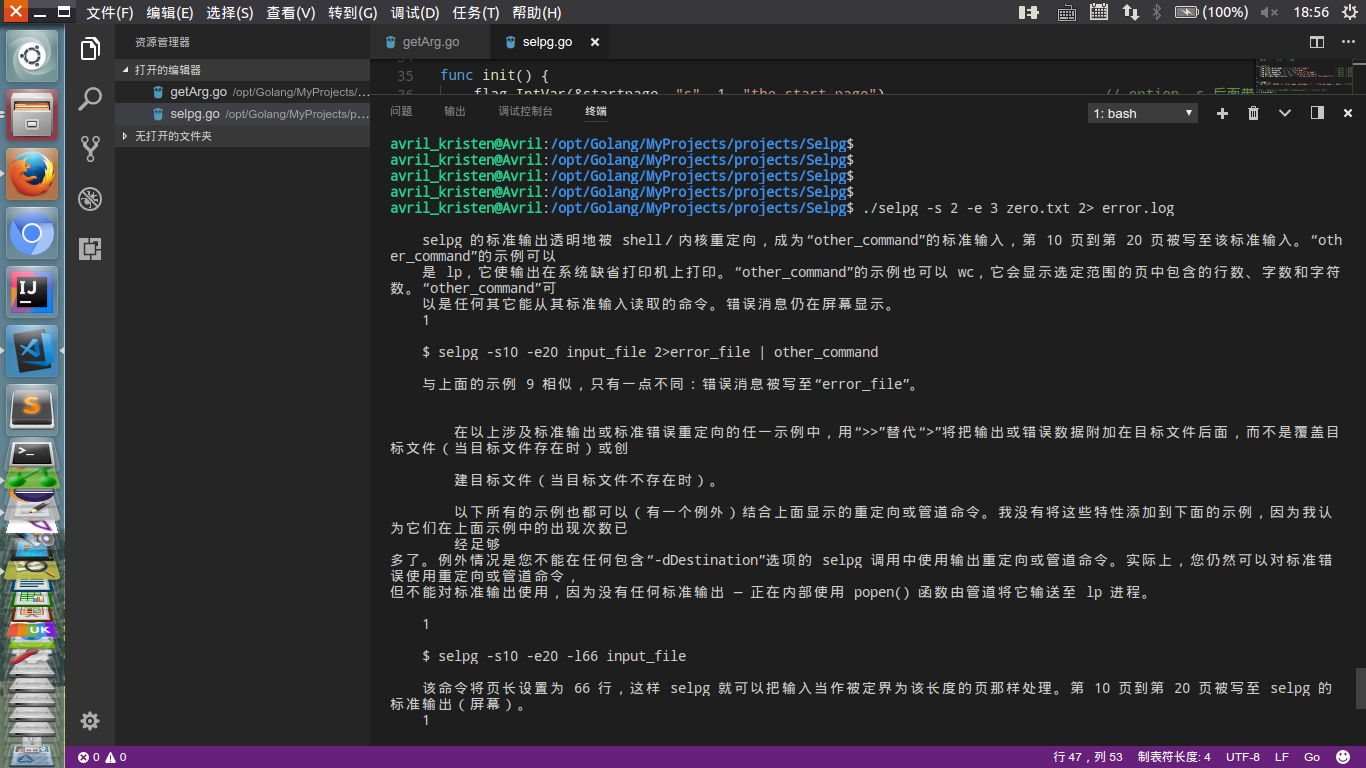 文件(F) 编辑(E) 选择(S) 查看(V) 转到(G) 调试(D) 任务(T) 帮助(H)
(100%) 18:56
资源管理器
打开的编辑器
getArg.go /opt/Golang/MyProjects/...
selpg.go /opt/Golang/MyProjects/p...
无打开的文件夹
getArg.go selpg.go
35 func init() {
问题 输出 调试控制台 终端 1: bash
avril_kristen@Avril:/opt/Golang/MyProjects/projects/Selpg$
avril_kristen@Avril:/opt/Golang/MyProjects/projects/Selpg$
avril_kristen@Avril:/opt/Golang/MyProjects/projects/Selpg$
avril_kristen@Avril:/opt/Golang/MyProjects/projects/Selpg$
avril_kristen@Avril:/opt/Golang/MyProjects/projects/Selpg$ ./selpg -s 2 -e 3 zero.txt 2> error.log
selpg 的标准输出透明地被 shell/内核重定向，成为“other_command”的标准输入，第 10 页到第 20 页被写至该标准输入。“oth
er_command”的示例可以
是 lp，它使输出在系统缺省打印机上打印。“other_command”的示例也可以 wc，它会显示选定范围的页中包含的行数、字数和字符
数。“other_command”可
以是任何其它能从其标准输入读取的命令。错误消息仍在屏幕显示。
1
$ selpg -s10 -e20 input_file 2>error_file | other_command
与上面的示例 9 相似，只有一点不同：错误消息被写至“error_file”。
在以上涉及标准输出或标准错误重定向的任一示例中，用“>>”替代“>”将把输出或错误数据附加在目标文件后面，而不是覆盖目
标文件（当目标文件存在时）或创
建目标文件（当目标文件不存在时）。
以下所有的示例也都可以（有一个例外）结合上面显示的重定向或管道命令。我没有将这些特性添加到下面的示例，因为我认
为它们在上面示例中的出现次数已
经足够
多了。例外情况是您不能在任何包含“-dDestination”选项的 selpg 调用中使用输出重定向或管道命令。实际上，您仍然可以对标准错
误使用重定向或管道命令，
但不能对标准输出使用，因为没有任何标准输出 — 正在内部使用 popen() 函数由管道将它输送至 lp 进程。
1
$ selpg -s10 -e20 -l66 input_file
该命令将页长设置为 66 行，这样 selpg 就可以把输入当作被定界为该长度的页那样处理。第 10 页到第 20 页被写至 selpg 的
标准输出（屏幕）。
1
0 0 行 47，列 53 制表符长度: 4 UTF-8 LF Go